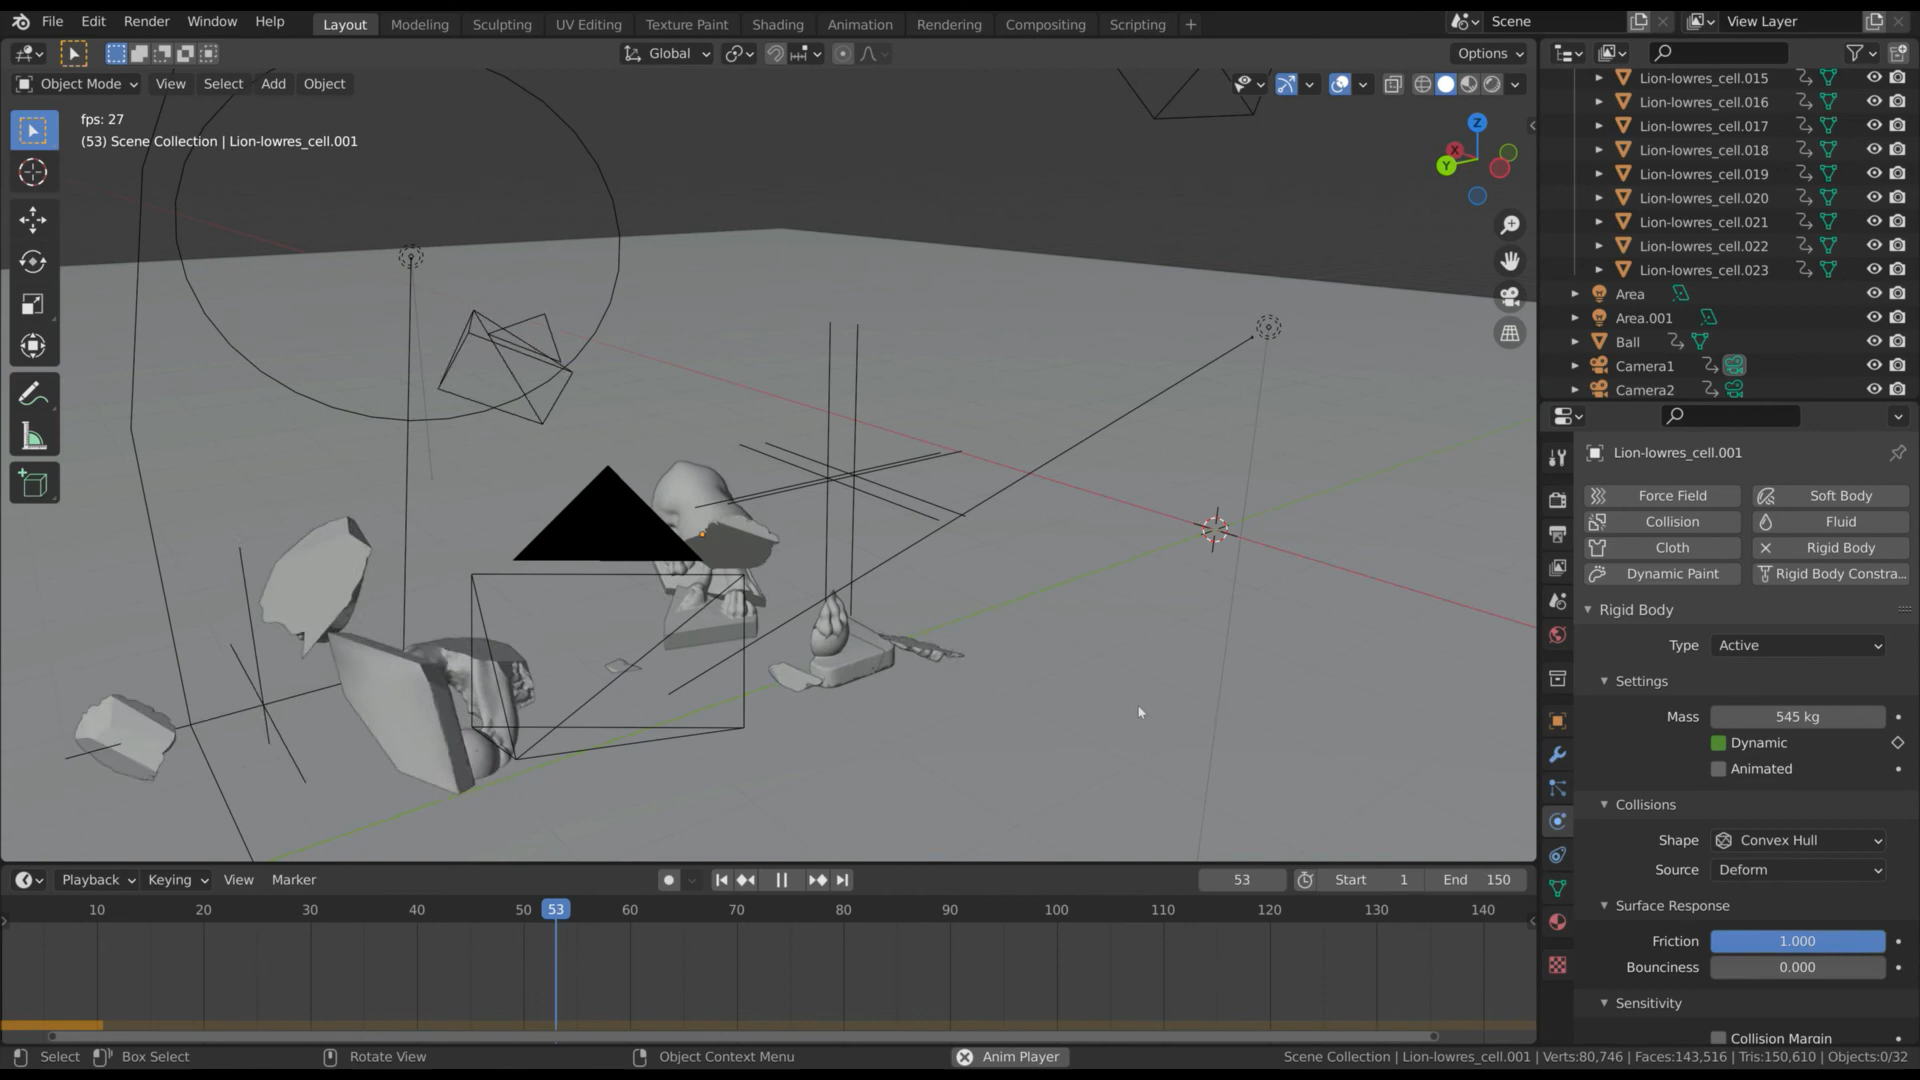 File Edit Render Window Help Layout Modeling Sculpting UV Editing Texture Paint Shading Animation Rendering Compositing Scripting + Scene View Layer
Global Options
Object Mode View Select Add Object
fps: 27
(53) Scene Collection | Lion-lowres_cell.001
Z
X
Y
Lion-lowres_cell.015
Lion-lowres_cell.016
Lion-lowres_cell.017
Lion-lowres_cell.018
Lion-lowres_cell.019
Lion-lowres_cell.020
Lion-lowres_cell.021
Lion-lowres_cell.022
Lion-lowres_cell.023
Area
Area.001
Ball
Camera1
Camera2
Lion-lowres_cell.001
Force Field Soft Body
Collision Fluid
Cloth Rigid Body
Dynamic Paint Rigid Body Constra...
Rigid Body
Type Active
Settings
Mass 545 kg
Dynamic
Animated
Collisions
Shape Convex Hull
Source Deform
Surface Response
Friction 1.000
Bounciness 0.000
Sensitivity
Collision Margin
Playback Keying View Marker 53 Start 1 End 150
10 20 30 40 50 53 60 70 80 90 100 110 120 130 140
Select Box Select Rotate View Object Context Menu Anim Player Scene Collection | Lion-lowres_cell.001 | Verts:80,746 | Faces:143,516 | Tris:150,610 | Objects:0/32